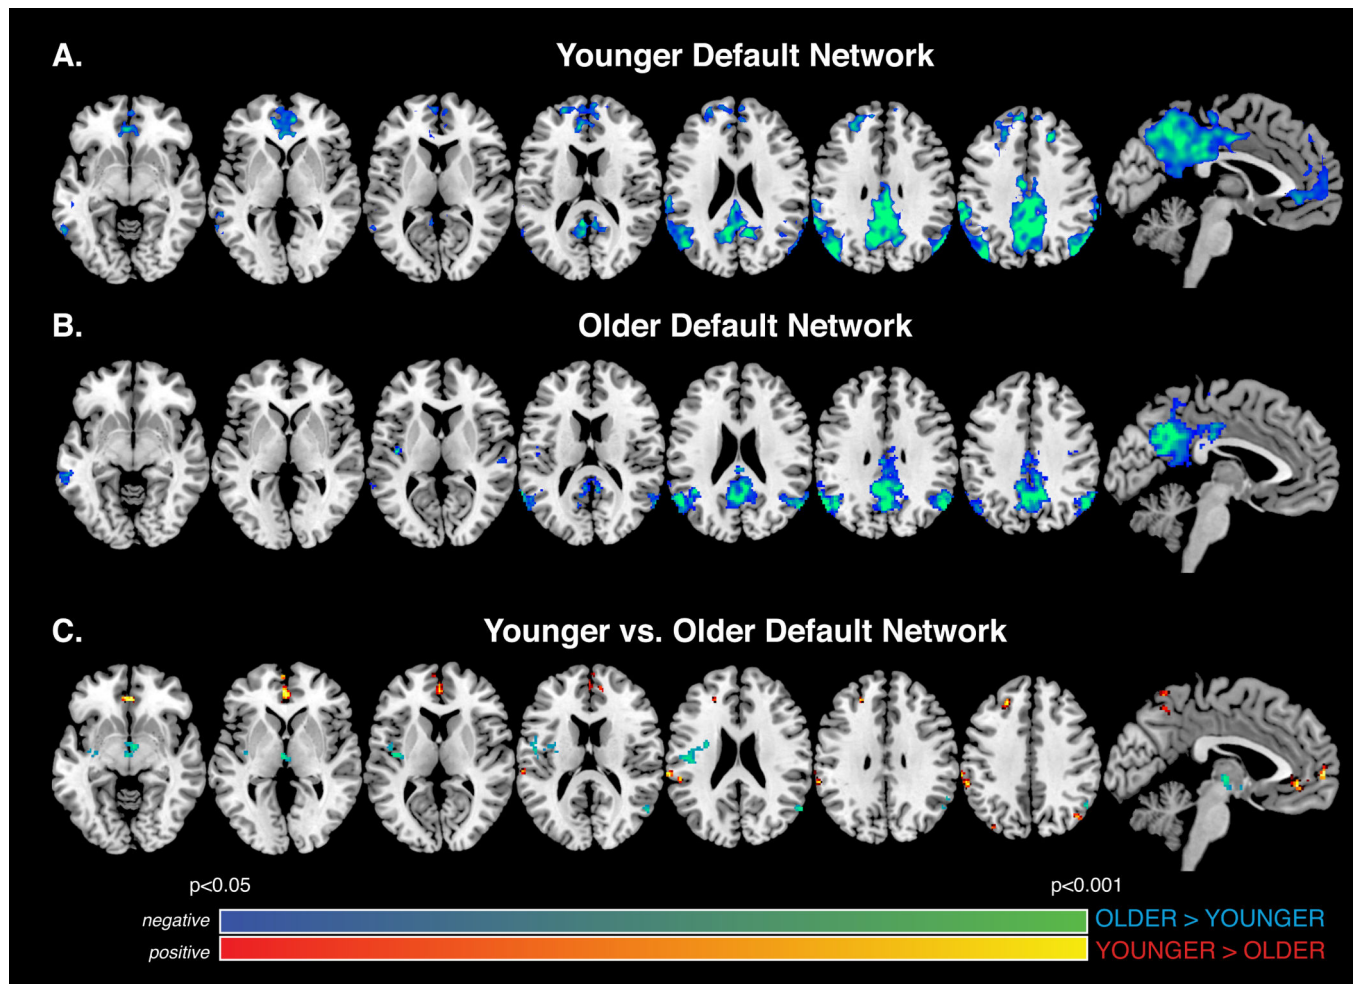 A.
Younger Default Network
B.
Older Default Network
C.
Younger vs. Older Default Network
p<0.05
p<0.001
negative
OLDER > YOUNGER
positive
YOUNGER > OLDER